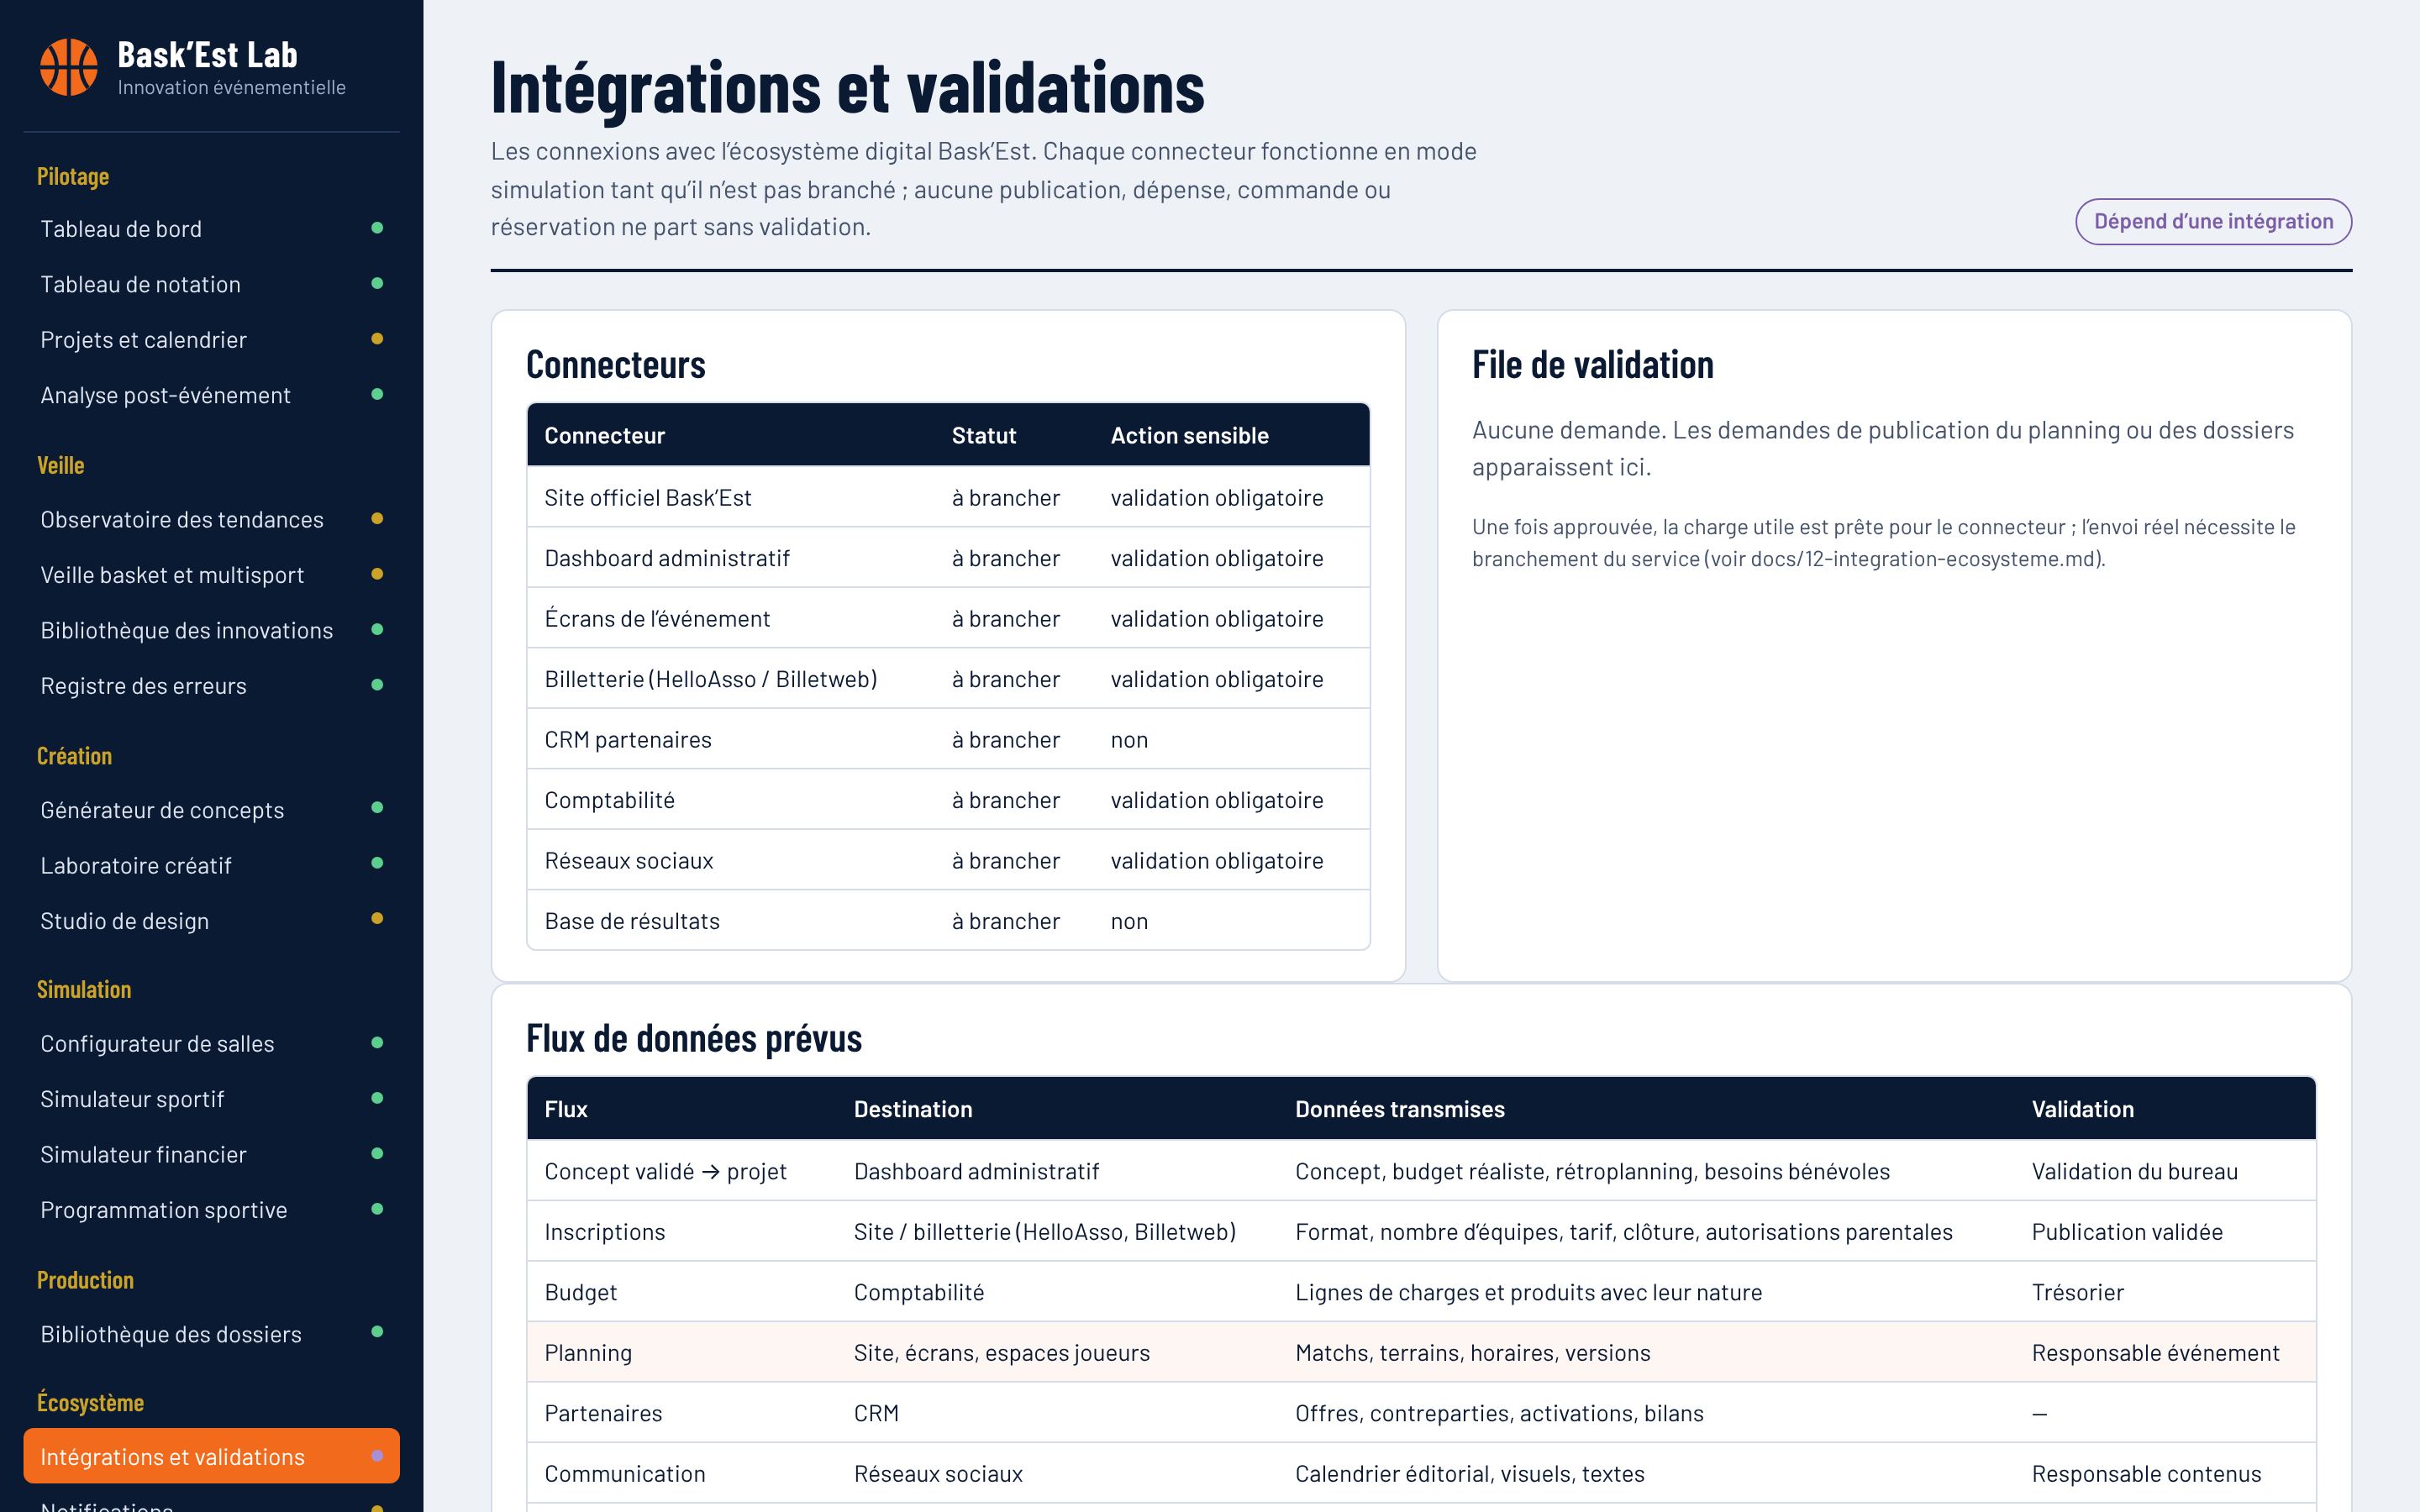 Bask’Est Lab
Innovation événementielle
Pilotage
Tableau de bord
Tableau de notation
Projets et calendrier
Analyse post-événement
Veille
Observatoire des tendances
Veille basket et multisport
Bibliothèque des innovations
Registre des erreurs
Création
Générateur de concepts
Laboratoire créatif
Studio de design
Simulation
Configurateur de salles
Simulateur sportif
Simulateur financier
Programmation sportive
Production
Bibliothèque des dossiers
Écosystème
Intégrations et validations
Notifications
Intégrations et validations
Les connexions avec l’écosystème digital Bask’Est. Chaque connecteur fonctionne en mode
simulation tant qu’il n’est pas branché ; aucune publication, dépense, commande ou
réservation ne part sans validation.
Dépend d’une intégration
Connecteurs
Connecteur Statut Action sensible
Site officiel Bask’Est à brancher validation obligatoire
Dashboard administratif à brancher validation obligatoire
Écrans de l’événement à brancher validation obligatoire
Billetterie (HelloAsso / Billetweb) à brancher validation obligatoire
CRM partenaires à brancher non
Comptabilité à brancher validation obligatoire
Réseaux sociaux à brancher validation obligatoire
Base de résultats à brancher non
File de validation
Aucune demande. Les demandes de publication du planning ou des dossiers
apparaissent ici.
Une fois approuvée, la charge utile est prête pour le connecteur ; l’envoi réel nécessite le
branchement du service (voir docs/12-integration-ecosysteme.md).
Flux de données prévus
Flux Destination Données transmises Validation
Concept validé → projet Dashboard administratif Concept, budget réaliste, rétroplanning, besoins bénévoles Validation du bureau
Inscriptions Site / billetterie (HelloAsso, Billetweb) Format, nombre d’équipes, tarif, clôture, autorisations parentales Publication validée
Budget Comptabilité Lignes de charges et produits avec leur nature Trésorier
Planning Site, écrans, espaces joueurs Matchs, terrains, horaires, versions Responsable événement
Partenaires CRM Offres, contreparties, activations, bilans —
Communication Réseaux sociaux Calendrier éditorial, visuels, textes Responsable contenus